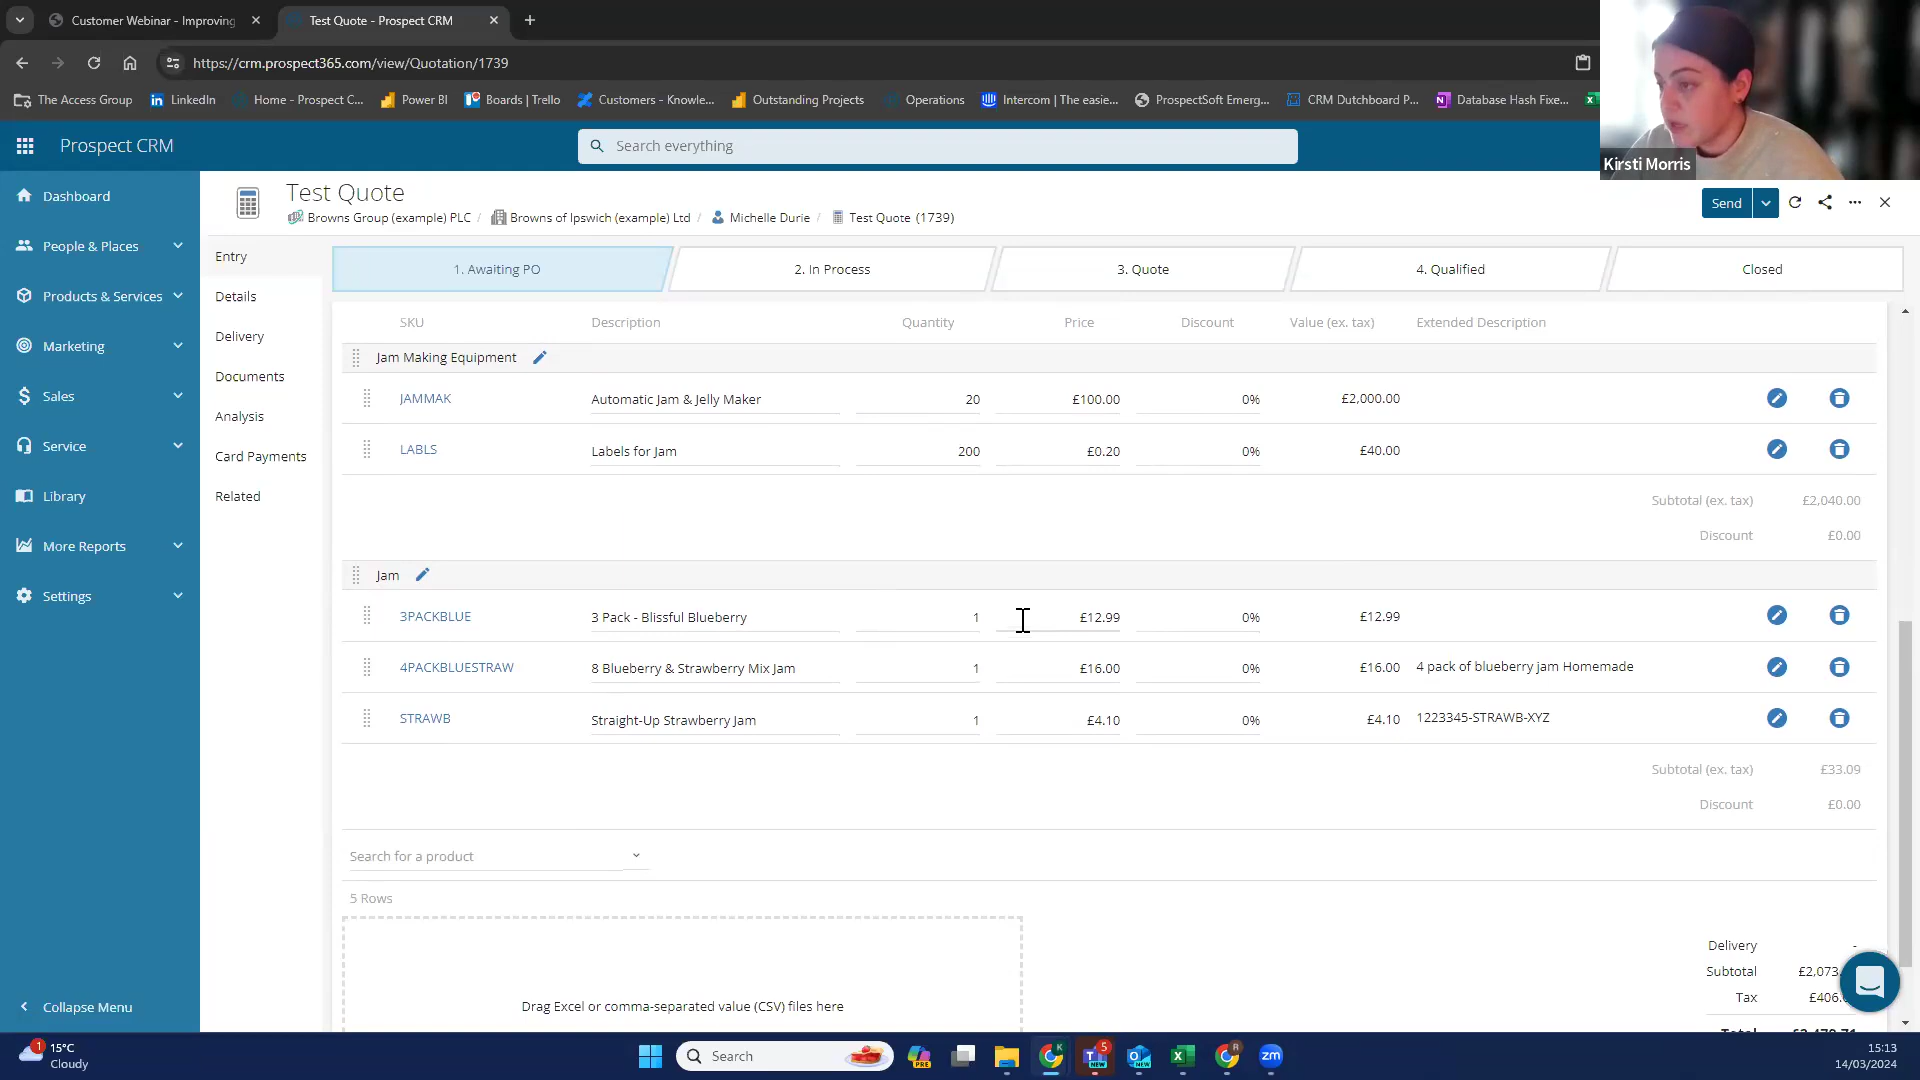 Customer Webinar - Improving
Test Quote - Prospect CRM
https://crm.prospect365.com/view/Quotation/1739
The Access Group
LinkedIn
Home - Prospect C...
Power BI
Boards | Trello
Customers - Knowle...
Outstanding Projects
Operations
Intercom | The easie...
ProspectSoft Emerg...
CRM Dutchboard P...
Database Hash Fixe...
Prospect CRM
Search everything
Kirsti Morris
Test Quote
Browns Group (example) PLC / Browns of Ipswich (example) Ltd / Michelle Durie / Test Quote (1739)
Send
Dashboard
People & Places
Products & Services
Marketing
Sales
Service
Library
More Reports
Settings
Collapse Menu
Entry
Details
Delivery
Documents
Analysis
Card Payments
Related
1. Awaiting PO
2. In Process
3. Quote
4. Qualified
Closed
SKU Description Quantity Price Discount Value (ex. tax) Extended Description
Jam Making Equipment
JAMMAK Automatic Jam & Jelly Maker 20 £100.00 0% £2,000.00
LABLS Labels for Jam 200 £0.20 0% £40.00
Subtotal (ex. tax) £2,040.00
Discount £0.00
Jam
3PACKBLUE 3 Pack - Blissful Blueberry 1 £12.99 0% £12.99
4PACKBLUESTRAW 8 Blueberry & Strawberry Mix Jam 1 £16.00 0% £16.00 4 pack of blueberry jam Homemade
STRAWB Straight-Up Strawberry Jam 1 £4.10 0% £4.10 1223345-STRAWB-XYZ
Subtotal (ex. tax) £33.09
Discount £0.00
Search for a product
5 Rows
Drag Excel or comma-separated value (CSV) files here
Delivery -
Subtotal £2,073.
Tax £406.
Total
1
15°C
Cloudy
Search
PRE
K
5
NEW
NEW
R
zm
15:13
14/03/2024